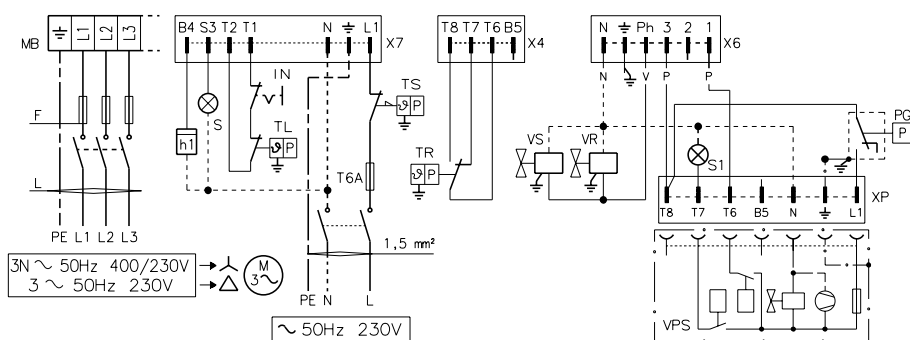 MB
L1 L2 L3
F
L
PE L1 L2 L3
3N ~ 50Hz 400/230V
3 ~ 50Hz 230V
M
3~
B4 S3 T2 T1 N L1 X7
IN
S
h1
TL
ϑ P
TS
ϑ P
T6A
1,5 mm²
PE N L
~ 50Hz 230V
T8 T7 T6 B5 X4
TR
ϑ P
N Ph 3 2 1 X6
N V P P
VS VR
S1
PG
P
T8 T7 T6 B5 N L1 XP
VPS